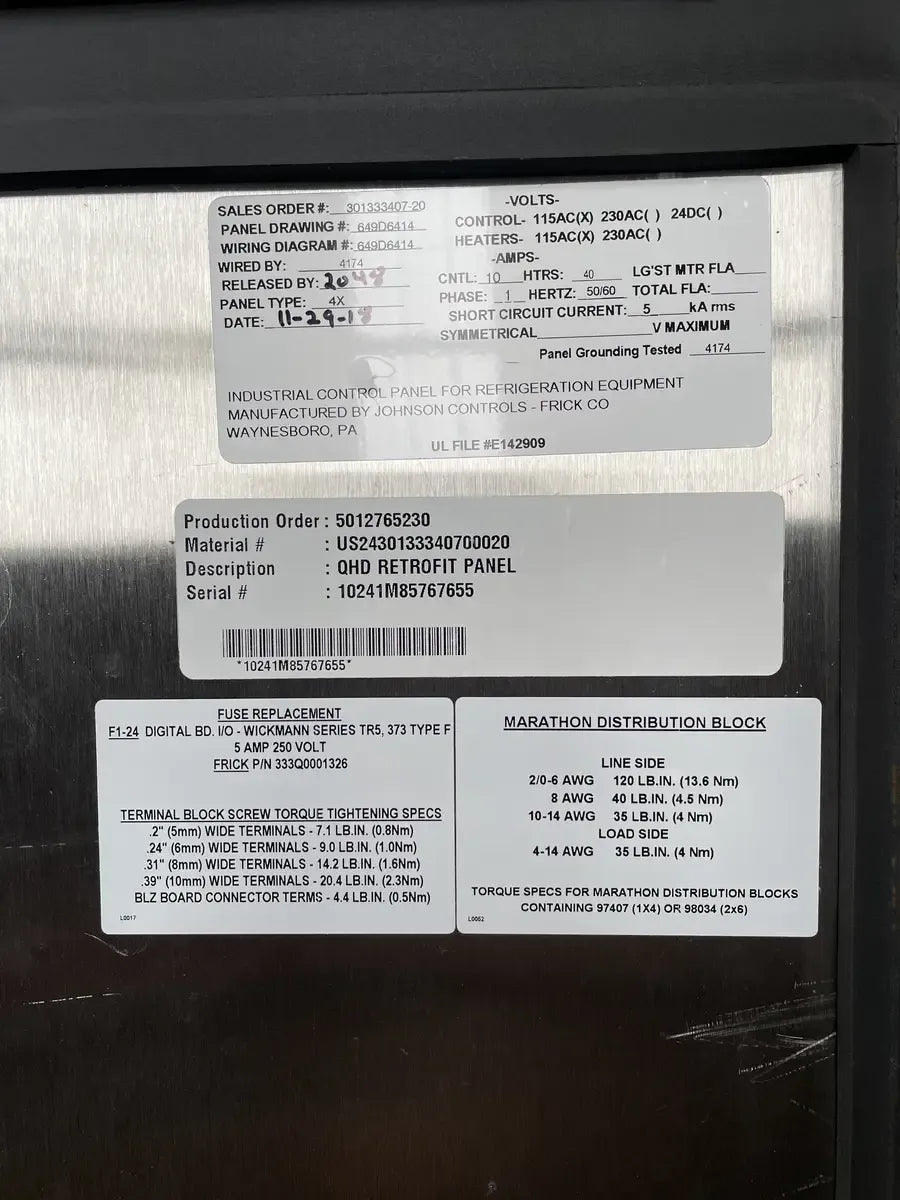 SALES ORDER #: 301333407-20
PANEL DRAWING #: 649D6414
WIRING DIAGRAM #: 649D6414
WIRED BY: 4174
RELEASED BY: 2048
PANEL TYPE: 4X
DATE: 11-29-18
-VOLTS-
CONTROL- 115AC(X) 230AC( ) 24DC( )
HEATERS- 115AC(X) 230AC( )
-AMPS-
CNTL: 10 HTRS: 40 LG'ST MTR FLA
PHASE: 1 HERTZ: 50/60 TOTAL FLA:
SHORT CIRCUIT CURRENT: 5 kA rms
SYMMETRICAL V MAXIMUM
Panel Grounding Tested 4174
INDUSTRIAL CONTROL PANEL FOR REFRIGERATION EQUIPMENT
MANUFACTURED BY JOHNSON CONTROLS - FRICK CO
WAYNESBORO, PA
UL FILE #E142909
Production Order : 5012765230
Material # : US2430133340700020
Description : QHD RETROFIT PANEL
Serial # : 10241M85767655
*10241M85767655*
FUSE REPLACEMENT
F1-24 DIGITAL BD. I/O - WICKMANN SERIES TR5, 373 TYPE F
5 AMP 250 VOLT
FRICK P/N 333Q0001326
TERMINAL BLOCK SCREW TORQUE TIGHTENING SPECS
.2" (5mm) WIDE TERMINALS - 7.1 LB.IN. (0.8Nm)
.24" (6mm) WIDE TERMINALS - 9.0 LB.IN. (1.0Nm)
.31" (8mm) WIDE TERMINALS - 14.2 LB.IN. (1.6Nm)
.39" (10mm) WIDE TERMINALS - 20.4 LB.IN. (2.3Nm)
BLZ BOARD CONNECTOR TERMS - 4.4 LB.IN. (0.5Nm)
L0017
MARATHON DISTRIBUTION BLOCK
LINE SIDE
2/0-6 AWG 120 LB.IN. (13.6 Nm)
8 AWG 40 LB.IN. (4.5 Nm)
10-14 AWG 35 LB.IN. (4 Nm)
LOAD SIDE
4-14 AWG 35 LB.IN. (4 Nm)
TORQUE SPECS FOR MARATHON DISTRIBUTION BLOCKS
CONTAINING 97407 (1X4) OR 98034 (2x6)
L0062